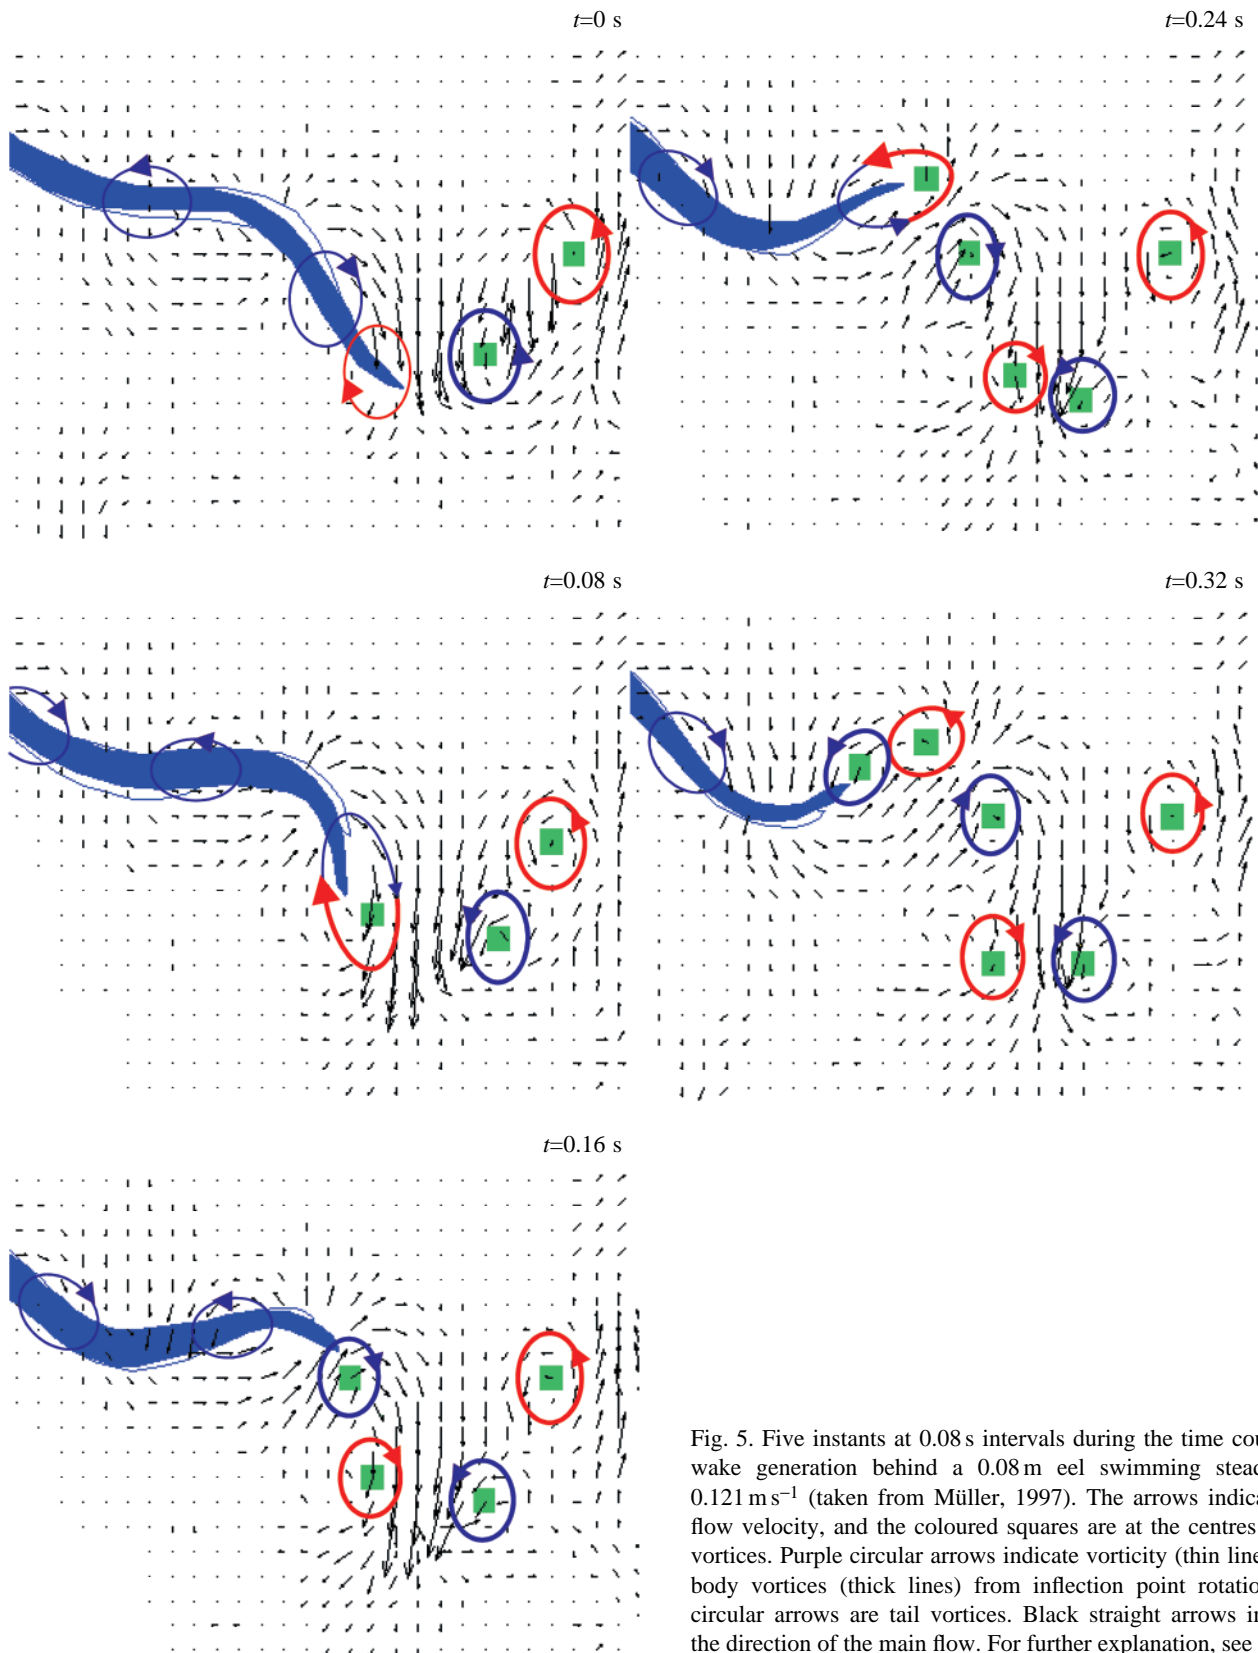 t=0 s
t=0.24 s
t=0.08 s
t=0.32 s
t=0.16 s
Fig. 5. Five instants at 0.08 s intervals during the time cou
wake generation behind a 0.08 m eel swimming stead
0.121 m s⁻¹ (taken from Müller, 1997). The arrows indica
flow velocity, and the coloured squares are at the centres
vortices. Purple circular arrows indicate vorticity (thin line
body vortices (thick lines) from inflection point rotatio
circular arrows are tail vortices. Black straight arrows in
the direction of the main flow. For further explanation, see